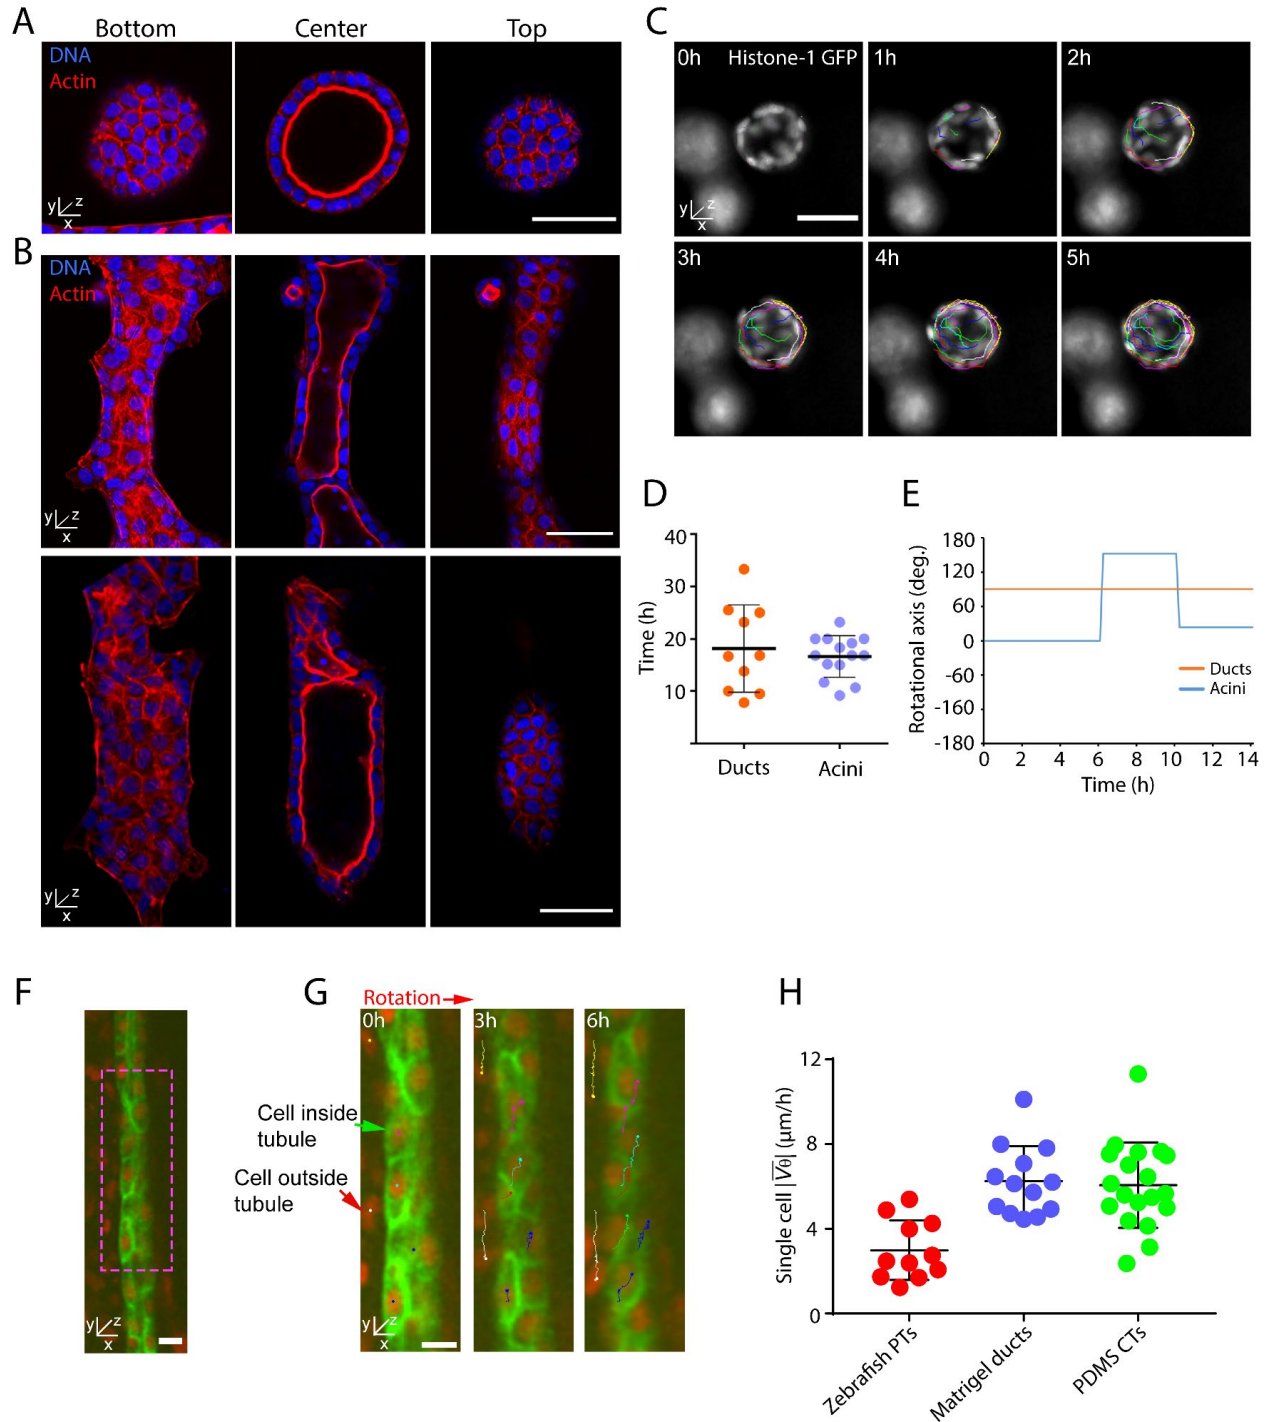 A
Bottom
Center
Top
DNA
Actin
y
z
x
B
DNA
Actin
y
z
x
y
z
x
C
0h
Histone-1 GFP
1h
2h
y
z
x
3h
4h
5h
D
40
30
20
10
Time (h)
Ducts
Acini
E
180
120
60
0
-60
-160
-180
Rotational axis (deg.)
Ducts
Acini
0 2 4 6 8 10 12 14
Time (h)
F
y
z
x
G
Rotation
0h
3h
6h
Cell inside
tubule
Cell outside
tubule
y
z
x
H
12
8
4
0
Single cell |V̅θ| (µm/h)
Zebrafish PTs
Matrigel ducts
PDMS CTs